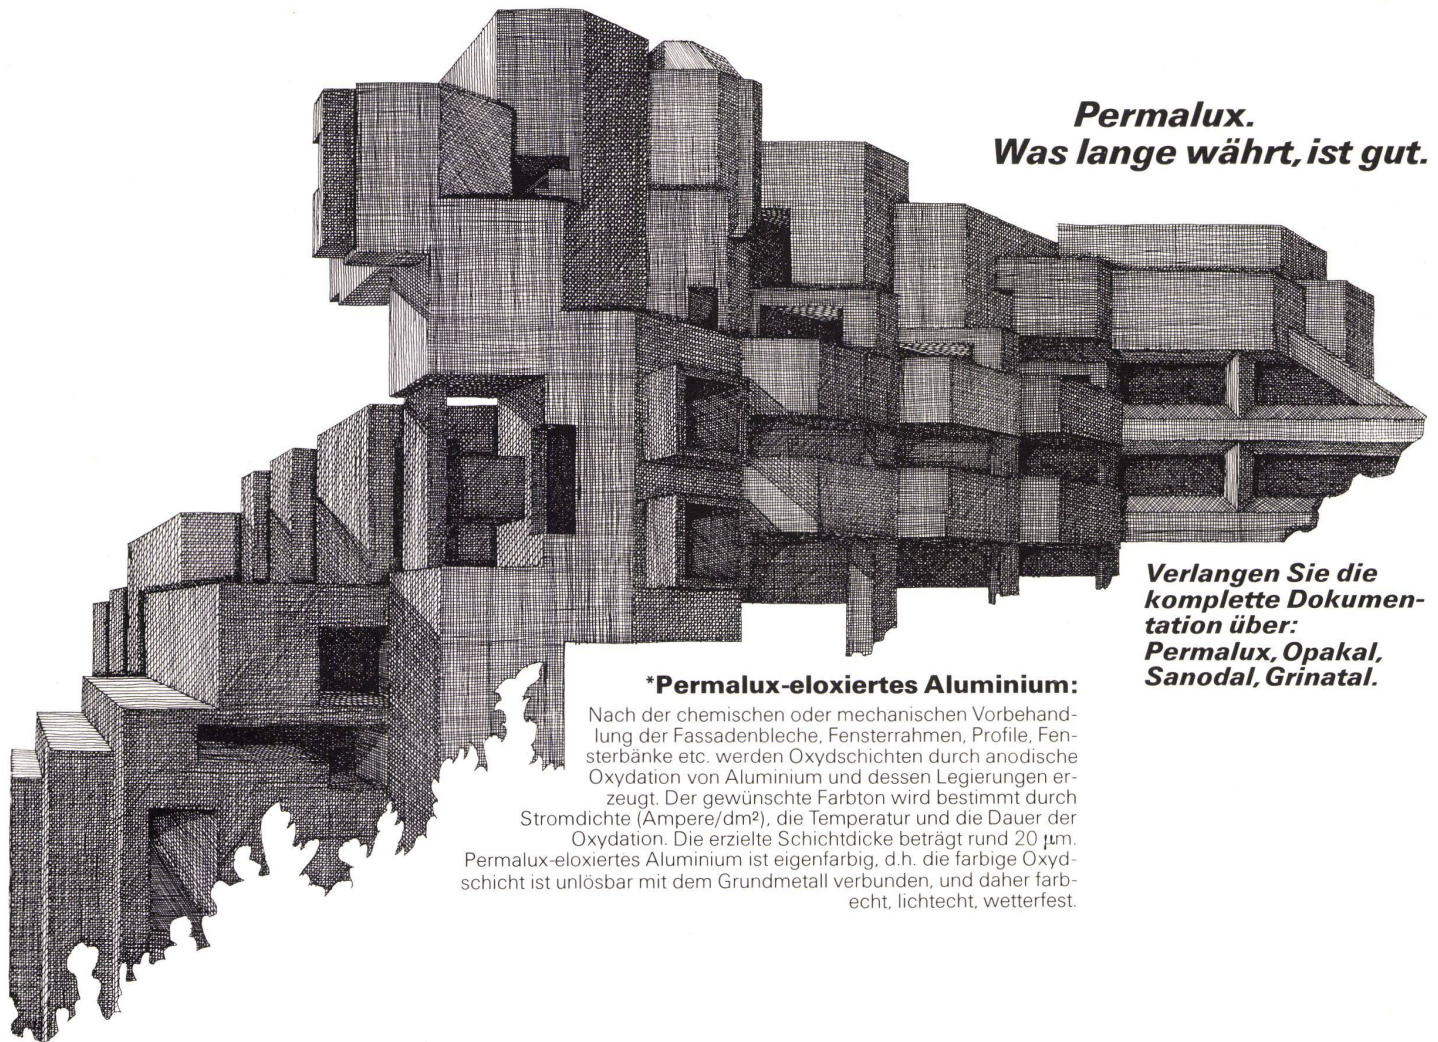 Permalux.
Was lange währt, ist gut.
Verlangen Sie die
komplette Dokumen-
tation über:
Permalux, Opakal,
Sanodal, Grinatal.
*Permalux-eloxiertes Aluminium:
Nach der chemischen oder mechanischen Vorbehand-
lung der Fassadenbleche, Fensterrahmen, Profile, Fen-
sterbänke etc. werden Oxydschichten durch anodische
Oxydation von Aluminium und dessen Legierungen er-
zeugt. Der gewünschte Farbton wird bestimmt durch
Stromdichte (Ampere/dm²), die Temperatur und die Dauer der
Oxydation. Die erzielte Schichtdicke beträgt rund 20 µm.
Permalux-eloxiertes Aluminium ist eigenfarbig, d.h. die farbige Oxyd-
schicht ist unlösbar mit dem Grundmetall verbunden, und daher farb-
echt, lichtecht, wetterfest.